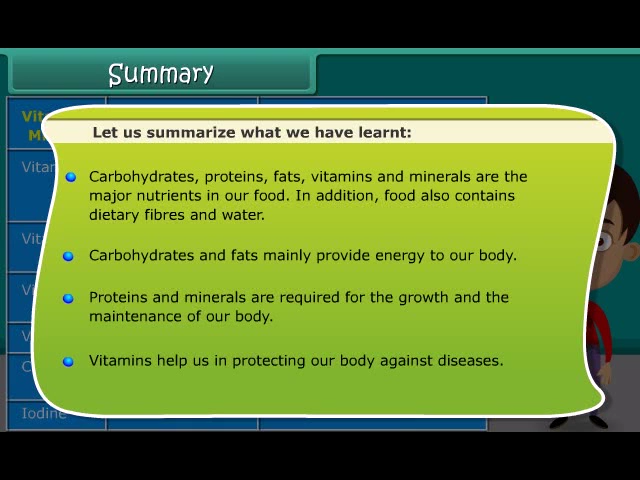 Summary
Let us summarize what we have learnt:
Carbohydrates, proteins, fats, vitamins and minerals are the
major nutrients in our food. In addition, food also contains
dietary fibres and water.
Carbohydrates and fats mainly provide energy to our body.
Proteins and minerals are required for the growth and the
maintenance of our body.
Vitamins help us in protecting our body against diseases.
Iodine